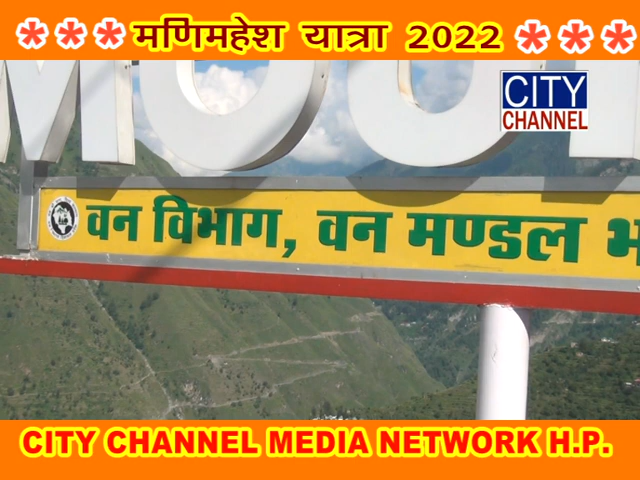 मणिमहेश यात्रा 2022
CITY
CHANNEL
वन विभाग, वन मण्डल
CITY CHANNEL MEDIA NETWORK H.P.